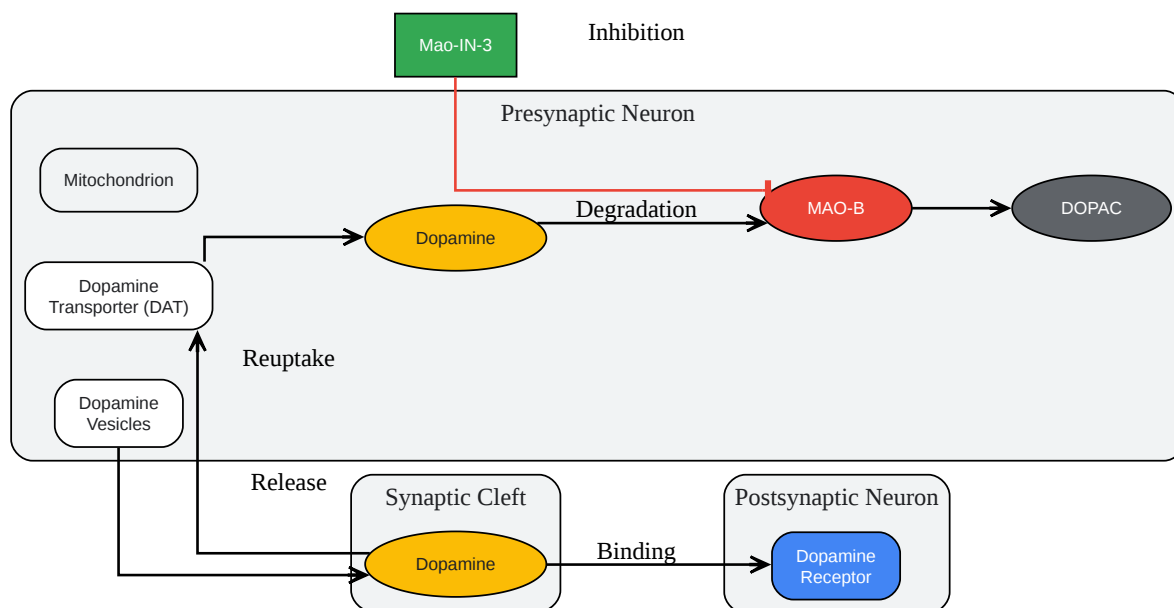 Mao-IN-3
Inhibition
Presynaptic Neuron
Mitochondrion
MAO-B
DOPAC
Degradation
Dopamine
Dopamine
Transporter (DAT)
Reuptake
Dopamine
Vesicles
Release
Synaptic Cleft
Postsynaptic Neuron
Dopamine
Binding
Dopamine
Receptor